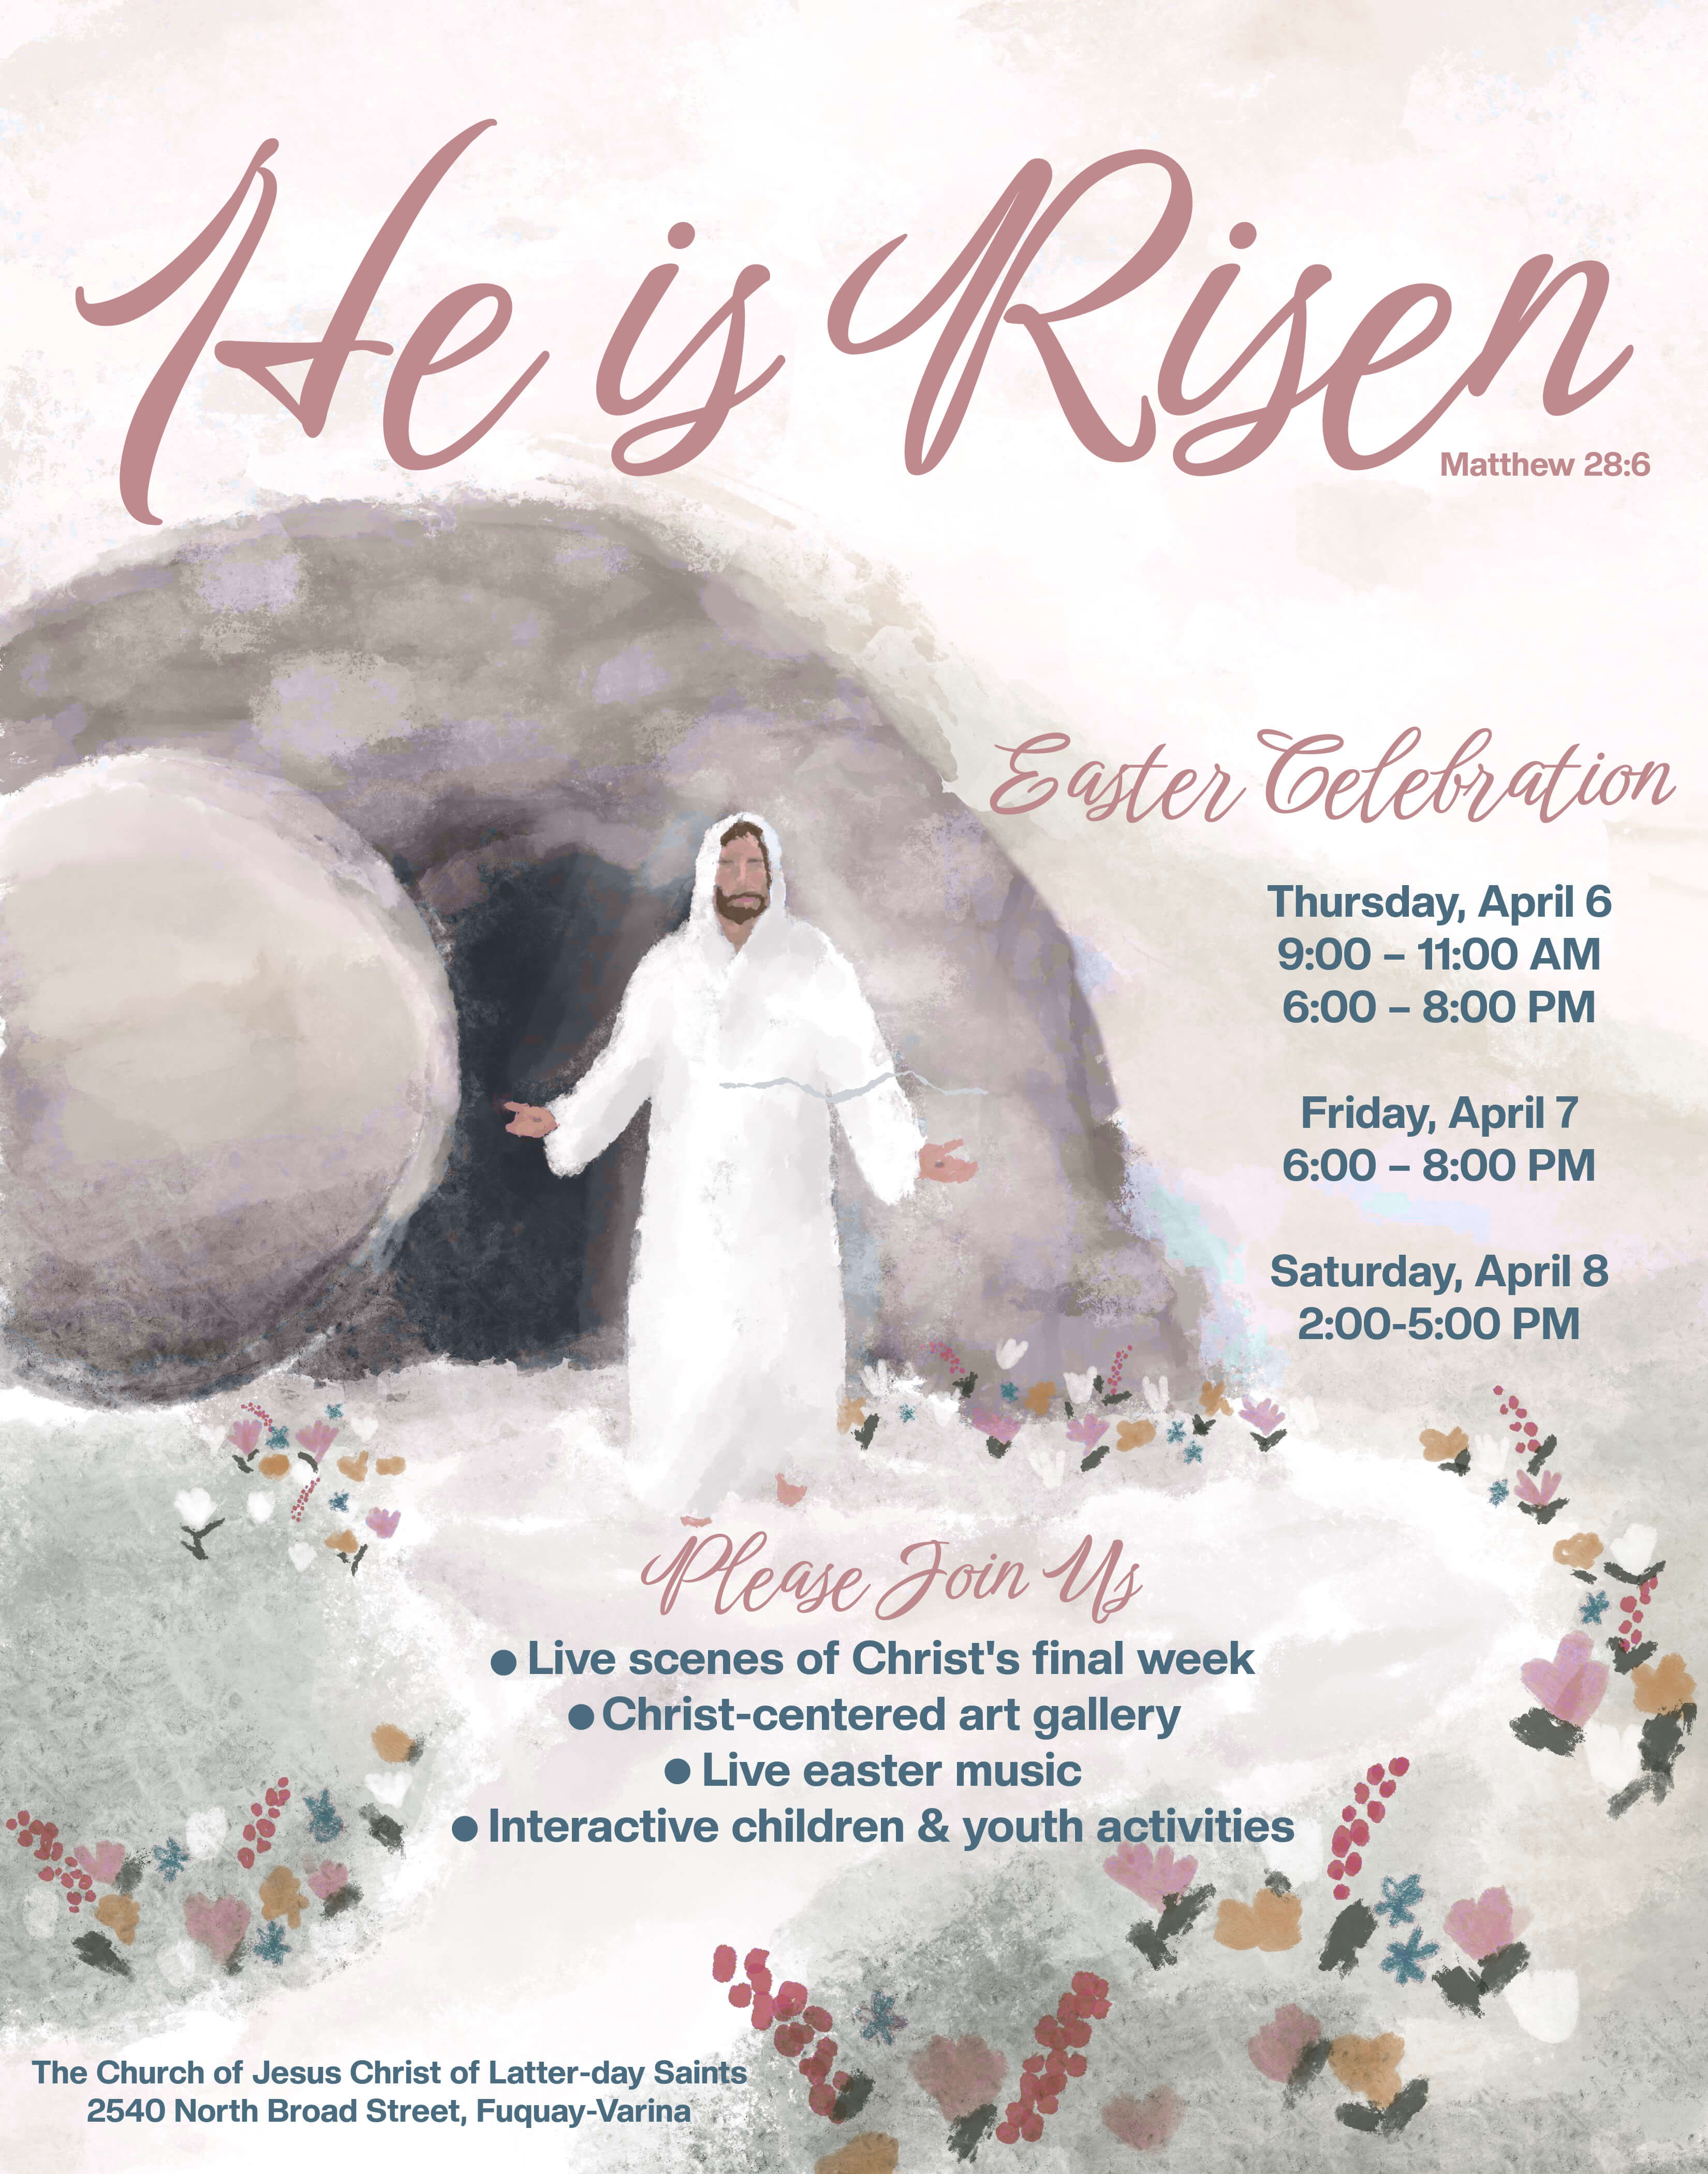 He is Risen
Matthew 28:6
Easter Celebration
Thursday, April 6
9:00 – 11:00 AM
6:00 – 8:00 PM
Friday, April 7
6:00 – 8:00 PM
Saturday, April 8
2:00-5:00 PM
Please Join Us
● Live scenes of Christ's final week
● Christ-centered art gallery
● Live easter music
● Interactive children & youth activities
The Church of Jesus Christ of Latter-day Saints
2540 North Broad Street, Fuquay-Varina